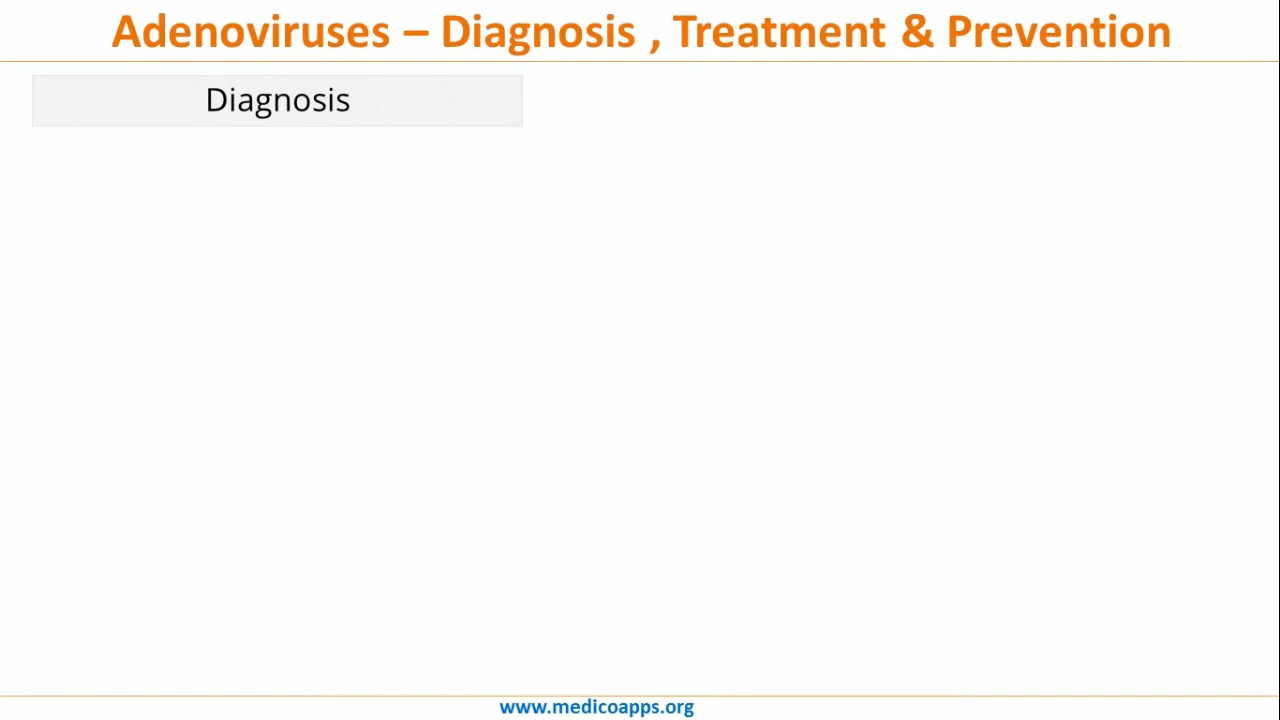 Adenoviruses – Diagnosis , Treatment & Prevention
Diagnosis
www.medicoapps.org